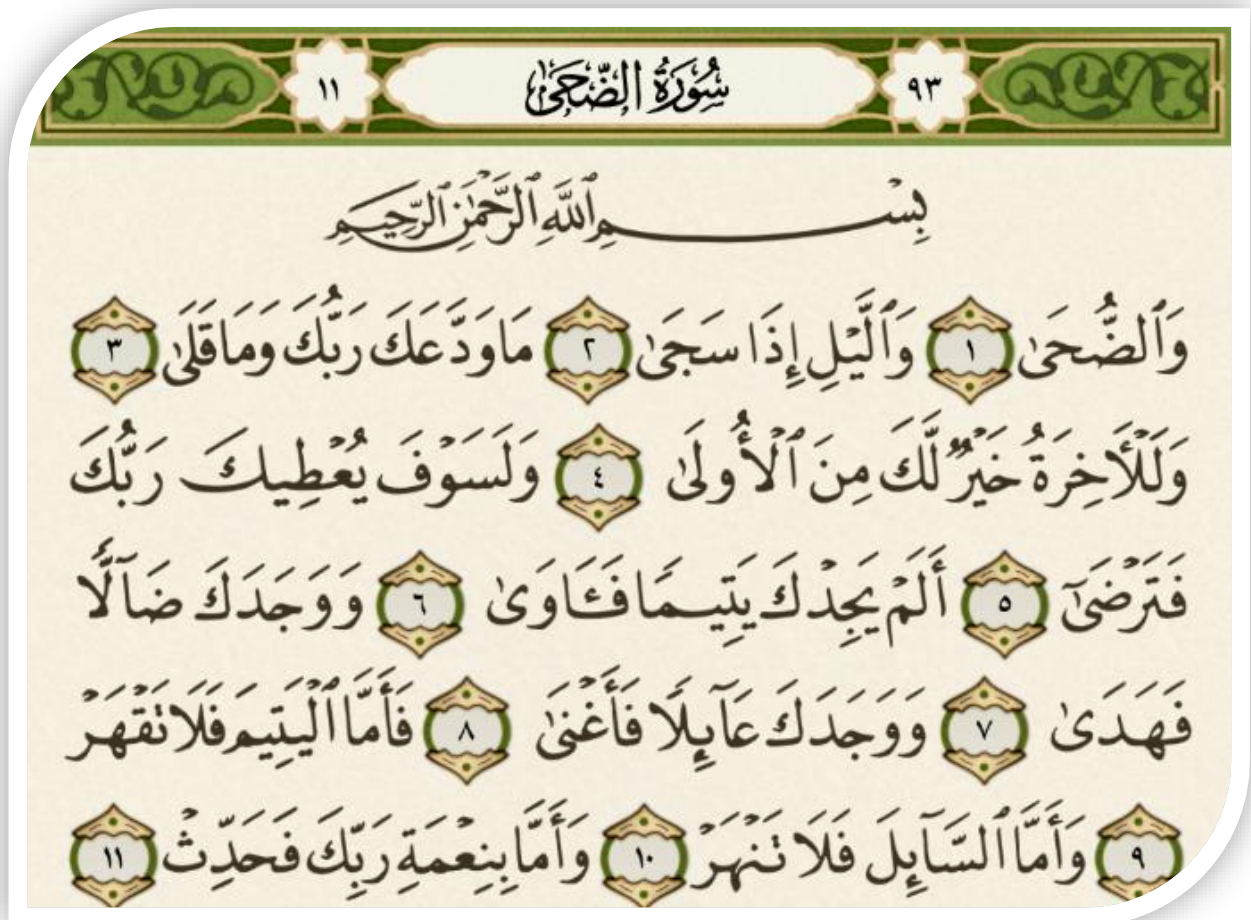 ٩٣ سُورَةُ الضُّحَىٰ ١١
بِسْمِ ٱللَّهِ ٱلرَّحْمَٰنِ ٱلرَّحِيمِ
وَٱلضُّحَىٰ ١ وَٱلَّيْلِ إِذَا سَجَىٰ ٢ مَا وَدَّعَكَ رَبُّكَ وَمَا قَلَىٰ ٣
وَلَلْأَخِرَةُ خَيْرٌ لَّكَ مِنَ ٱلْأُولَىٰ ٤ وَلَسَوْفَ يُعْطِيكَ رَبُّكَ
فَتَرْضَىٰٓ ٥ أَلَمْ يَجِدْكَ يَتِيمًا فَـَٔاوَىٰ ٦ وَوَجَدَكَ ضَآلًّا
فَهَدَىٰ ٧ وَوَجَدَكَ عَآئِلًا فَأَغْنَىٰ ٨ فَأَمَّا ٱلْيَتِيمَ فَلَا تَقْهَرْ
٩ وَأَمَّا ٱلسَّآئِلَ فَلَا تَنْهَرْ ١٠ وَأَمَّا بِنِعْمَةِ رَبِّكَ فَحَدِّثْ ١١